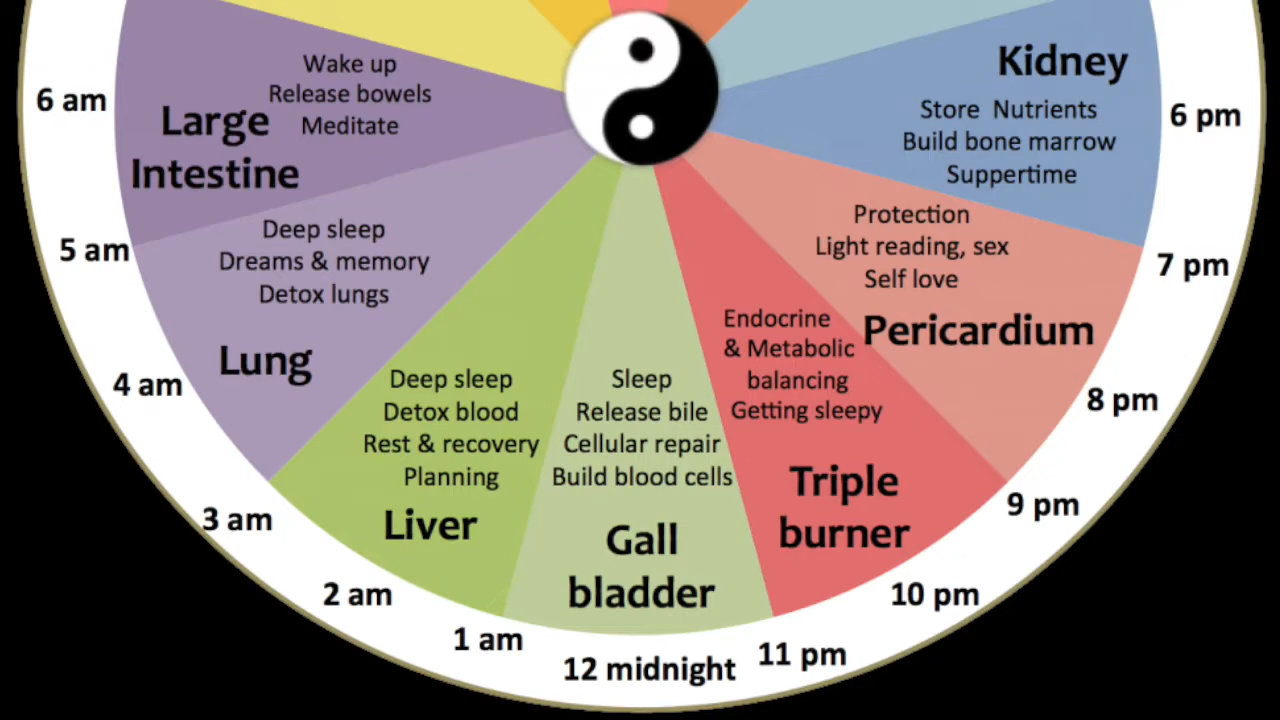 6 am
Wake up
Release bowels
Meditate
Large
Intestine
5 am
Deep sleep
Dreams & memory
Detox lungs
Lung
4 am
3 am
Deep sleep
Detox blood
Rest & recovery
Planning
Liver
2 am
1 am
Sleep
Release bile
Cellular repair
Build blood cells
Gall
bladder
12 midnight
11 pm
Endocrine
& Metabolic
balancing
Getting sleepy
Triple
burner
10 pm
9 pm
Protection
Light reading, sex
Self love
Pericardium
8 pm
7 pm
Kidney
Store Nutrients
Build bone marrow
Suppertime
6 pm